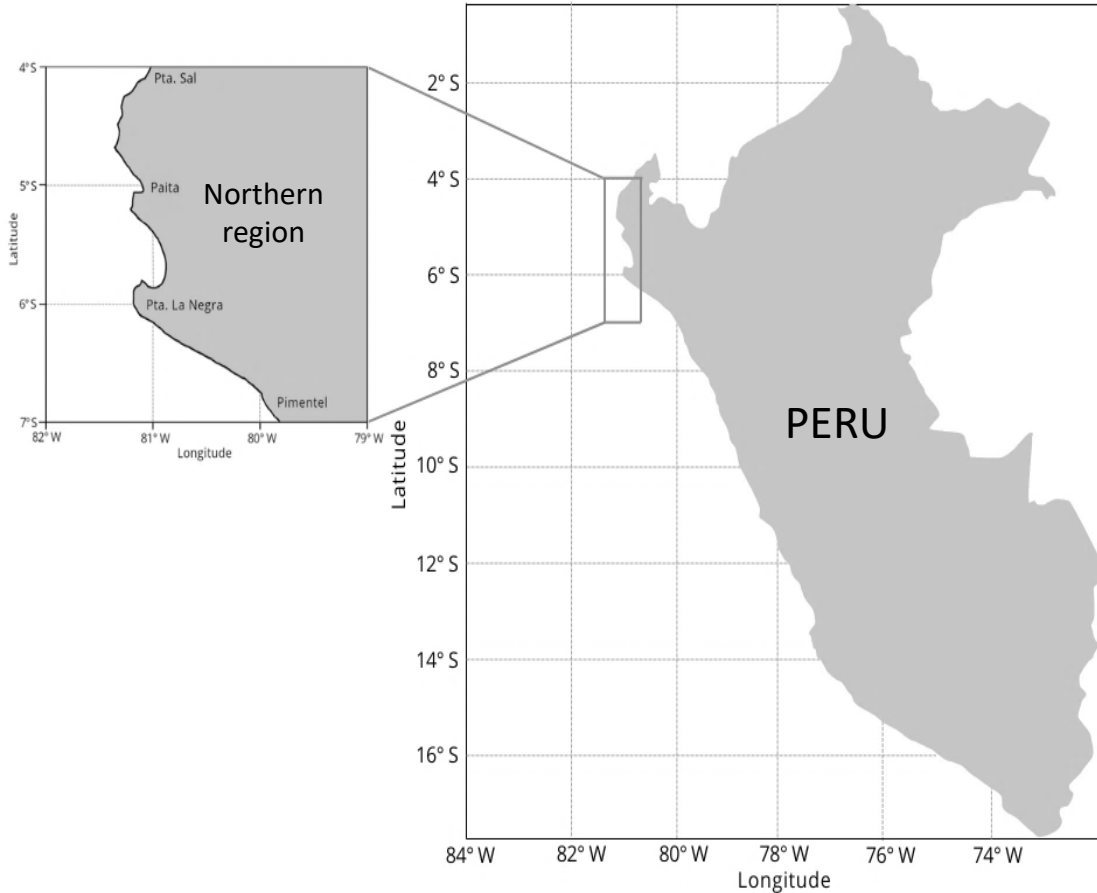 4°S
Pta. Sal
5°S
Paita
Northern
region
Latitude
6°S
Pta. La Negra
Pimentel
7°S
82°W
81°W
80°W
79°W
Longitude
2°S
4°S
6°S
8°S
10°S
12°S
14°S
16°S
Latitude
PERU
84°W
82°W
80°W
78°W
76°W
74°W
Longitude